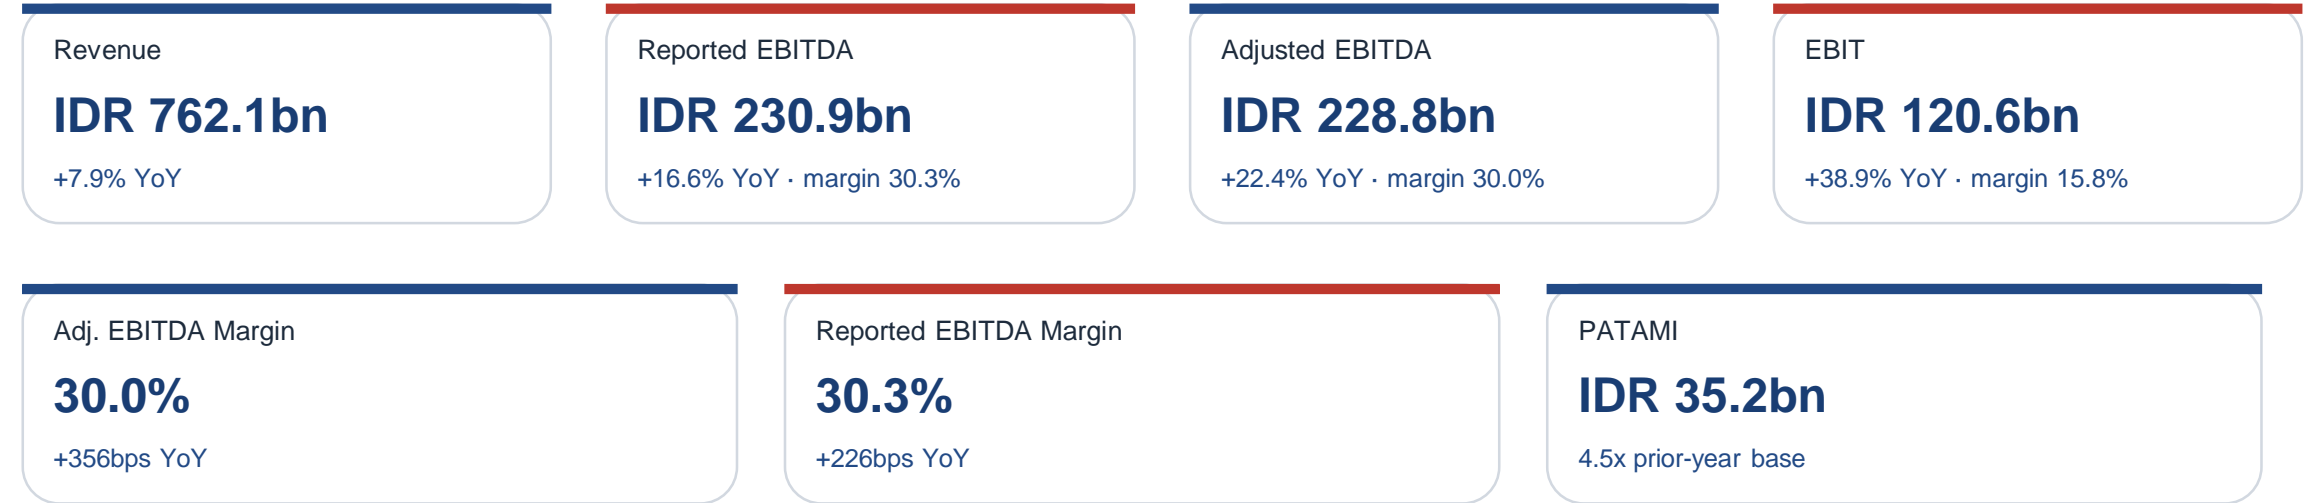 Revenue
IDR 762.1bn
+7.9% YoY
Reported EBITDA
IDR 230.9bn
+16.6% YoY · margin 30.3%
Adjusted EBITDA
IDR 228.8bn
+22.4% YoY · margin 30.0%
EBIT
IDR 120.6bn
+38.9% YoY · margin 15.8%
Adj. EBITDA Margin
30.0%
+356bps YoY
Reported EBITDA Margin
30.3%
+226bps YoY
PATAMI
IDR 35.2bn
4.5x prior-year base